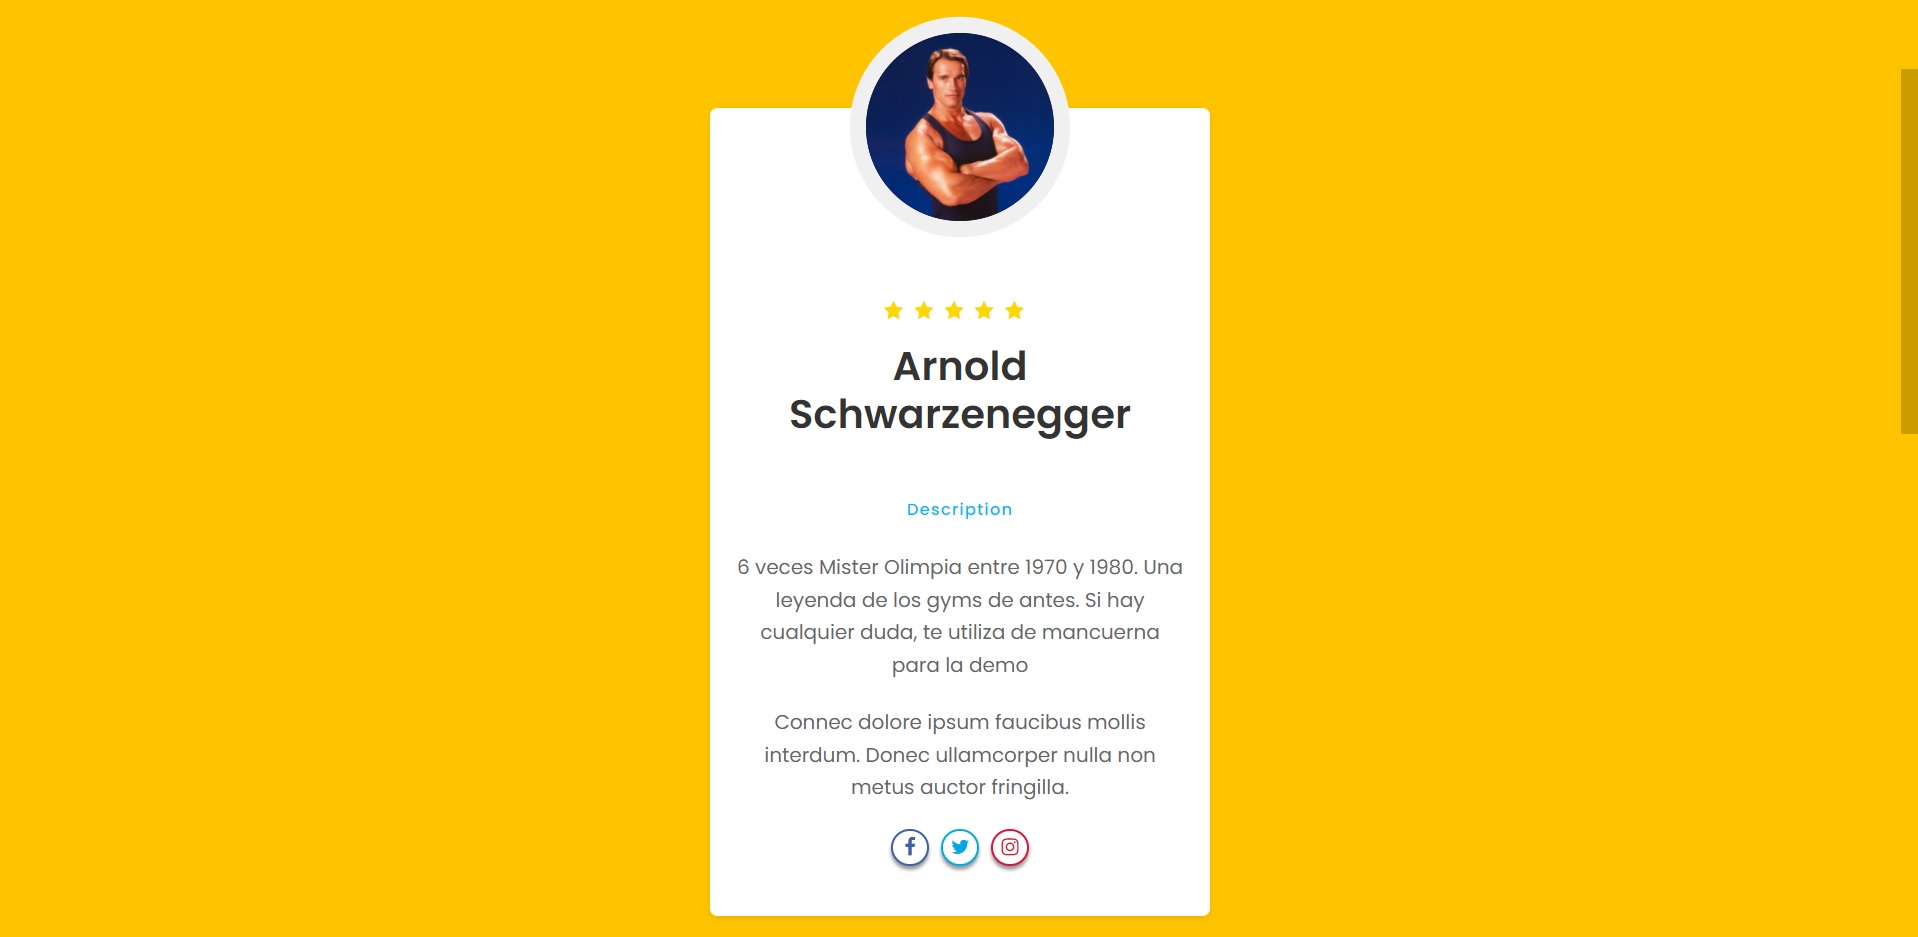 Arnold
Schwarzenegger
Description
6 veces Mister Olimpia entre 1970 y 1980. Una
leyenda de los gyms de antes. Si hay
cualquier duda, te utiliza de mancuerna
para la demo
Connec dolore ipsum faucibus mollis
interdum. Donec ullamcorper nulla non
metus auctor fringilla.